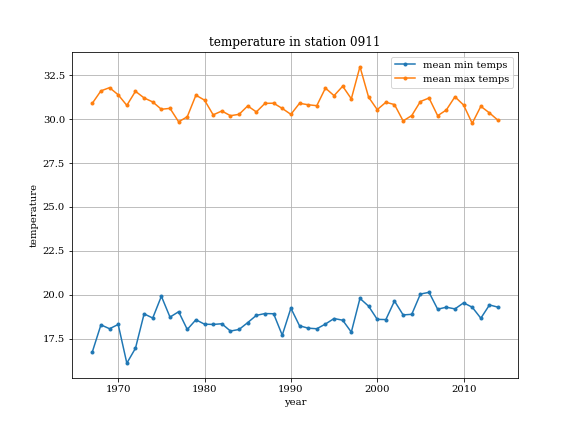 temperature in station 0911
mean min temps
mean max temps
32.5
30.0
27.5
25.0
22.5
20.0
17.5
temperature
1970 1980 1990 2000 2010
year